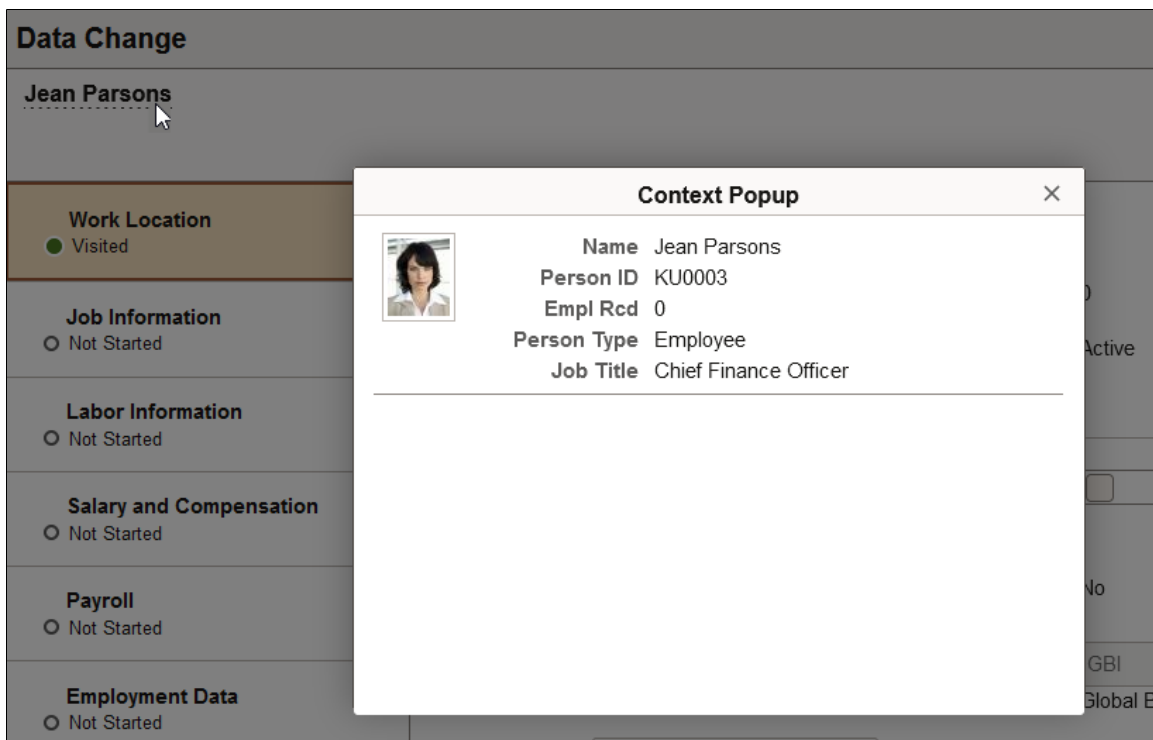 Data Change
Jean Parsons
Work Location
Visited
Job Information
Not Started
Labor Information
Not Started
Salary and Compensation
Not Started
Payroll
Not Started
Employment Data
Not Started
Context Popup
Name Jean Parsons
Person ID KU0003
Empl Rcd 0
Person Type Employee
Job Title Chief Finance Officer
Active
No
GBI
Global